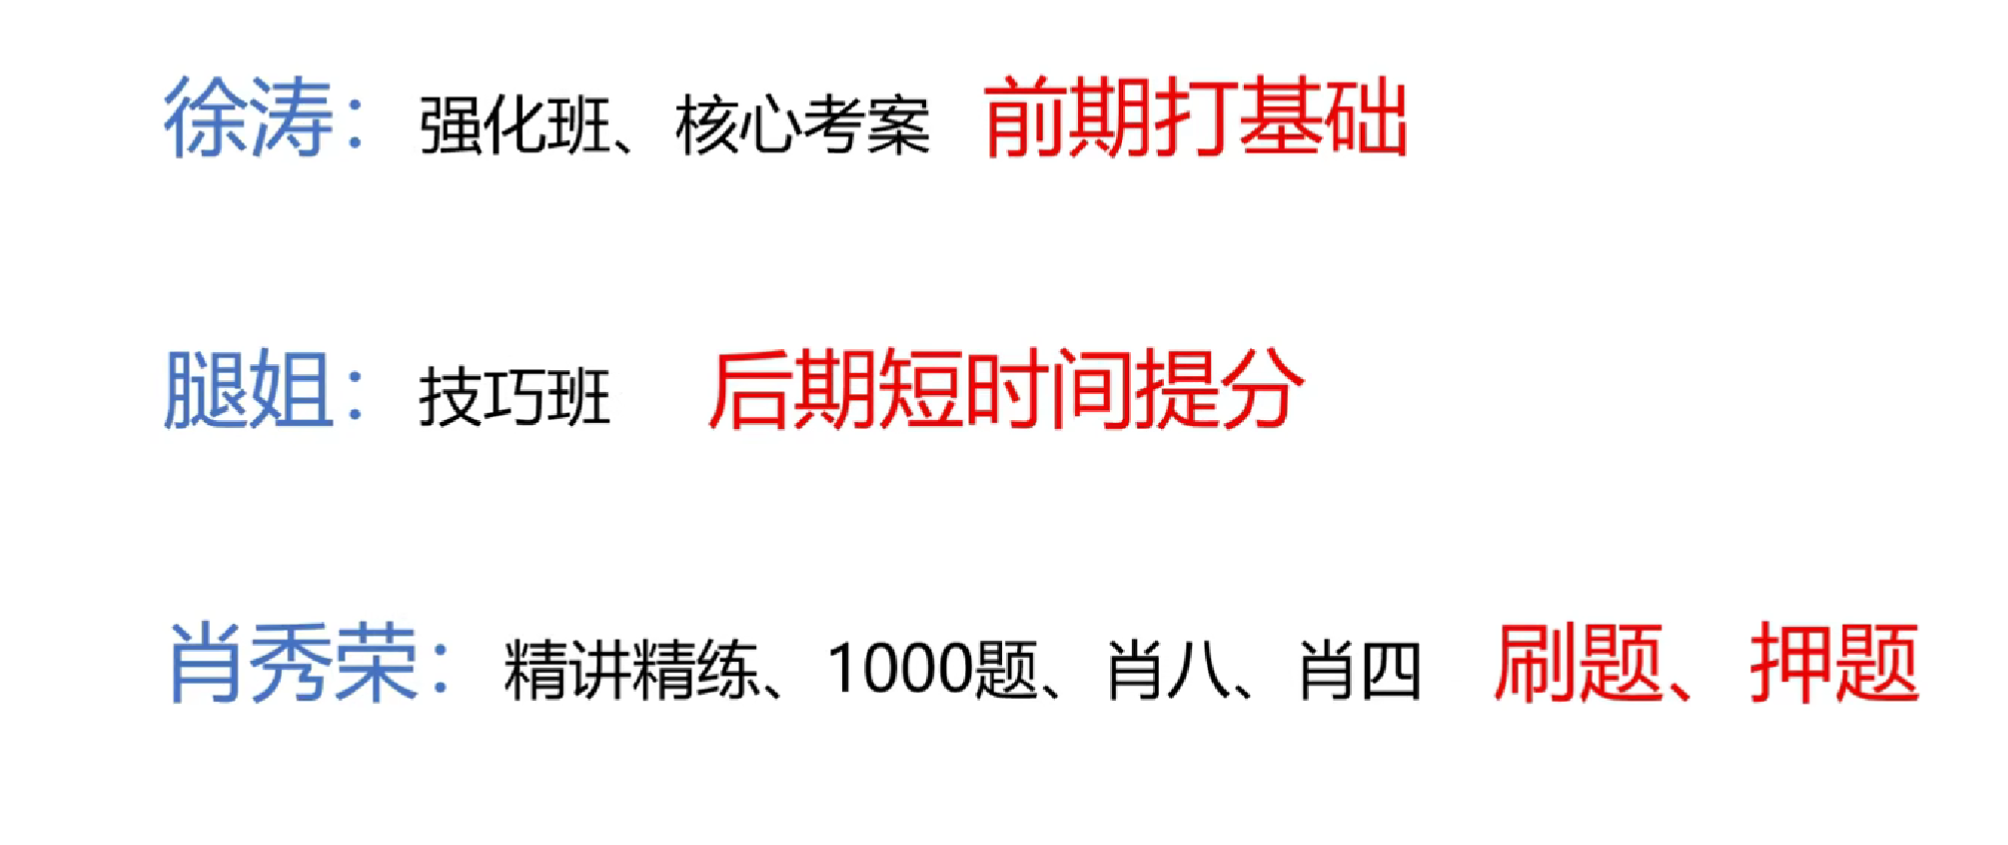 徐涛：强化班、核心考案 前期打基础
腿姐：技巧班 后期短时间提分
肖秀荣：精讲精练、1000题、肖八、肖四 刷题、押题